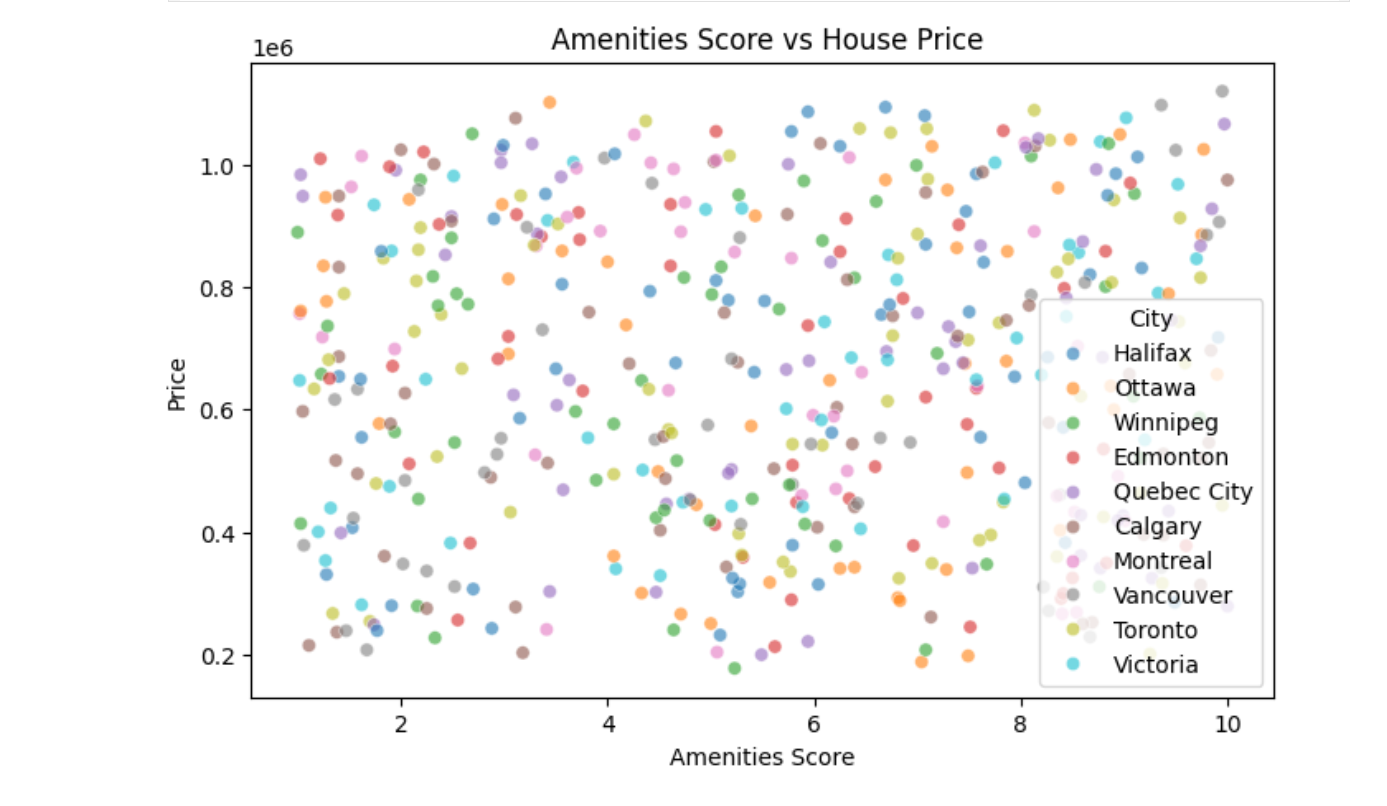 Amenities Score vs House Price
1e6
1.0
0.8
0.6
0.4
0.2
Price
City
Halifax
Ottawa
Winnipeg
Edmonton
Quebec City
Calgary
Montreal
Vancouver
Toronto
Victoria
2 4 6 8 10
Amenities Score